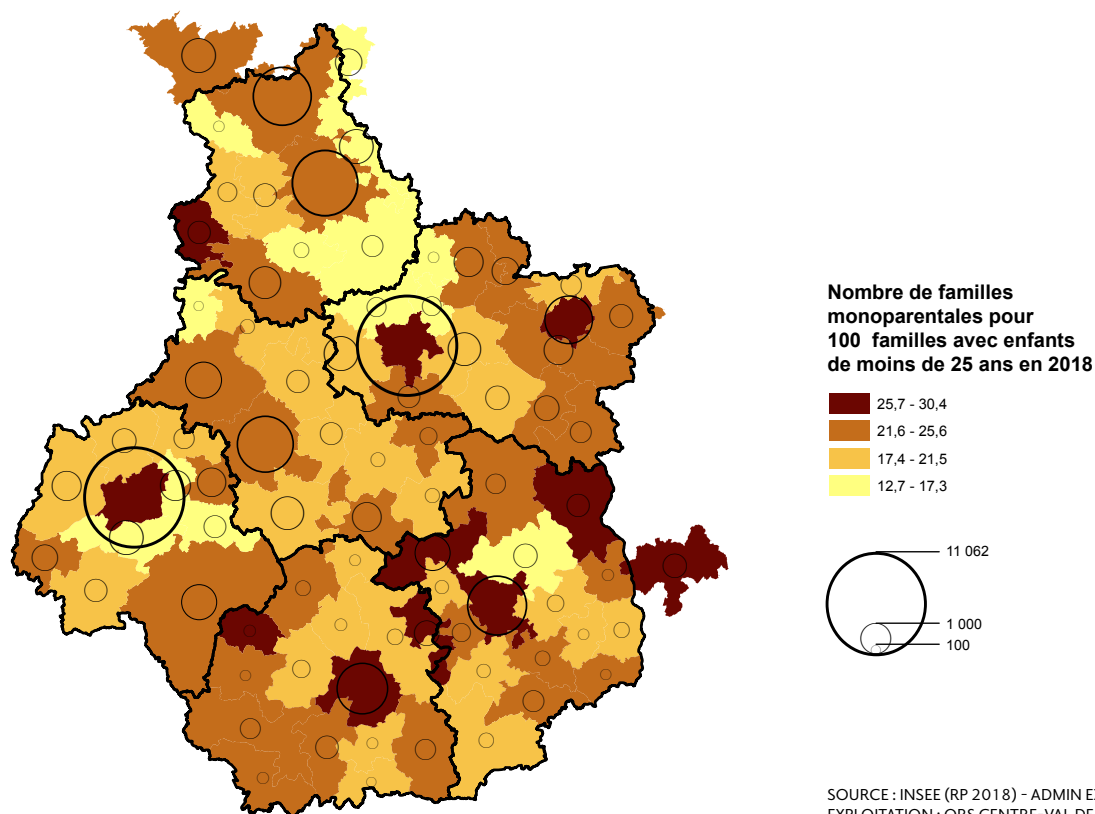 Nombre de familles
monoparentales pour
100 familles avec enfants
de moins de 25 ans en 2018
25,7 - 30,4
21,6 - 25,6
17,4 - 21,5
12,7 - 17,3
11 062
1 000
100
SOURCE : INSEE (RP 2018) - ADMIN